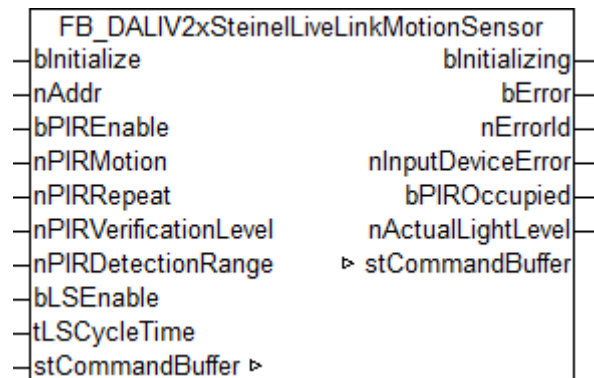 FB_DALIV2xSteinelLiveLinkMotionSensor
bInitialize bInitializing
nAddr bError
bPIREnable nErrorId
nPIRMotion nInputDeviceError
nPIRRepeat bPIROccupied
nPIRVerificationLevel nActualLightLevel
nPIRDetectionRange ▷ stCommandBuffer
bLSEnable
tLSCycleTime
stCommandBuffer ▷